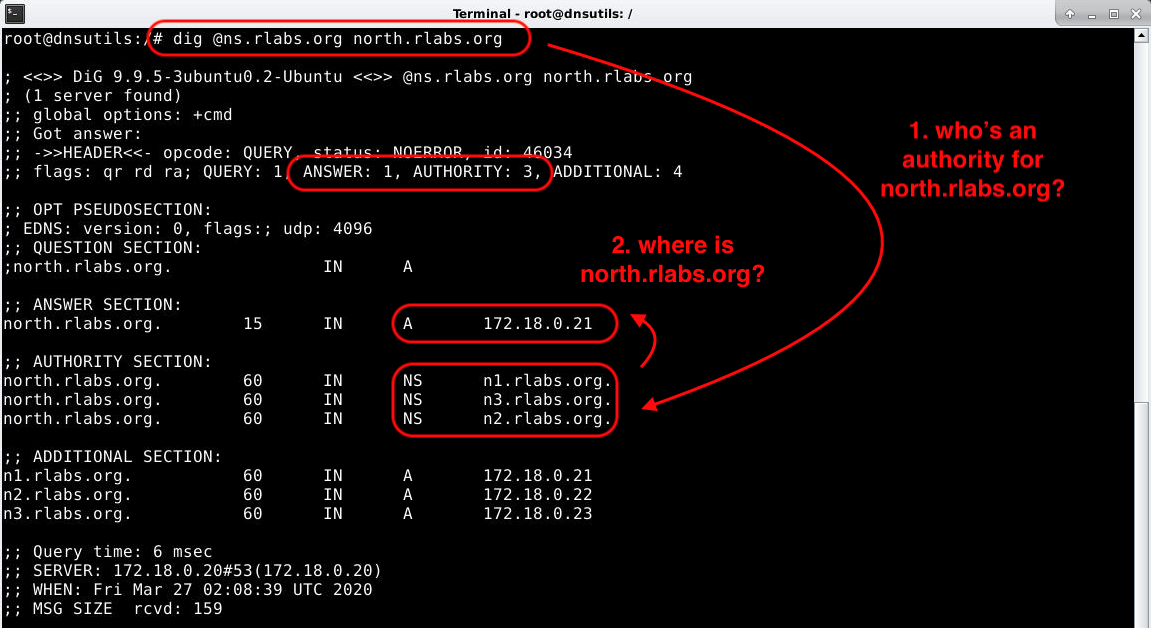 Terminal - root@dnsutils: /
root@dnsutils:/# dig @ns.rlabs.org north.rlabs.org
; <<>> DiG 9.9.5-3ubuntu0.2-Ubuntu <<>> @ns.rlabs.org north.rlabs.org
; (1 server found)
;; global options: +cmd
;; Got answer:
;; ->>HEADER<<- opcode: QUERY, status: NOERROR, id: 46034
;; flags: qr rd ra; QUERY: 1, ANSWER: 1, AUTHORITY: 3, ADDITIONAL: 4
1. who's an
authority for
north.rlabs.org?
;; OPT PSEUDOSECTION:
; EDNS: version: 0, flags:; udp: 4096
;; QUESTION SECTION:
;north.rlabs.org. IN A
2. where is
north.rlabs.org?
;; ANSWER SECTION:
north.rlabs.org. 15 IN A 172.18.0.21
;; AUTHORITY SECTION:
north.rlabs.org. 60 IN NS n1.rlabs.org.
north.rlabs.org. 60 IN NS n3.rlabs.org.
north.rlabs.org. 60 IN NS n2.rlabs.org.
;; ADDITIONAL SECTION:
n1.rlabs.org. 60 IN A 172.18.0.21
n2.rlabs.org. 60 IN A 172.18.0.22
n3.rlabs.org. 60 IN A 172.18.0.23
;; Query time: 6 msec
;; SERVER: 172.18.0.20#53(172.18.0.20)
;; WHEN: Fri Mar 27 02:08:39 UTC 2020
;; MSG SIZE rcvd: 159